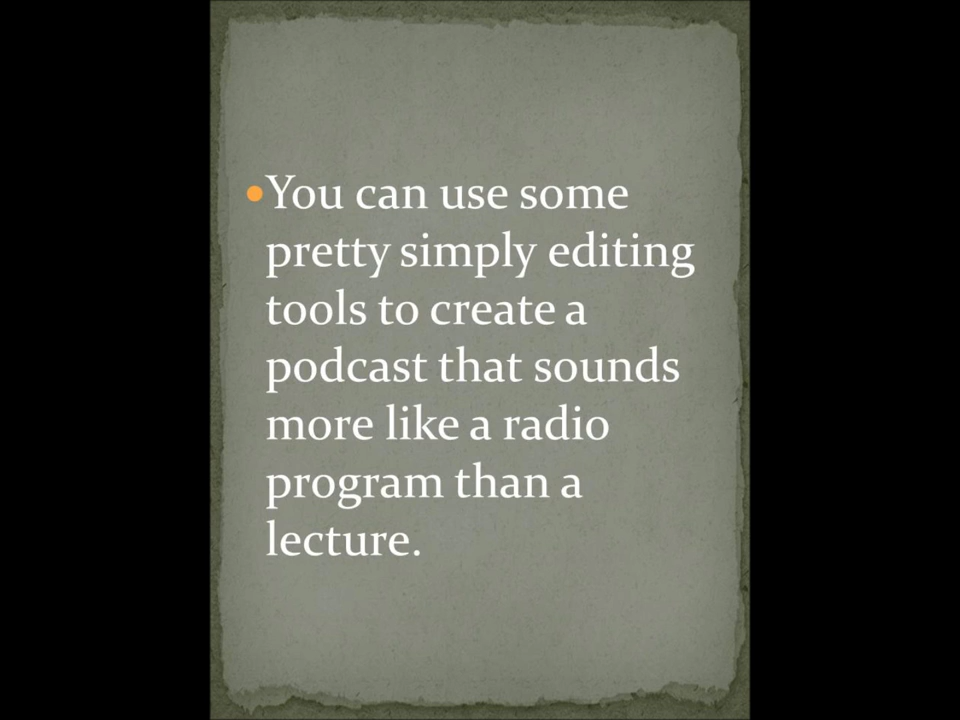 •You can use some
pretty simply editing
tools to create a
podcast that sounds
more like a radio
program than a
lecture.